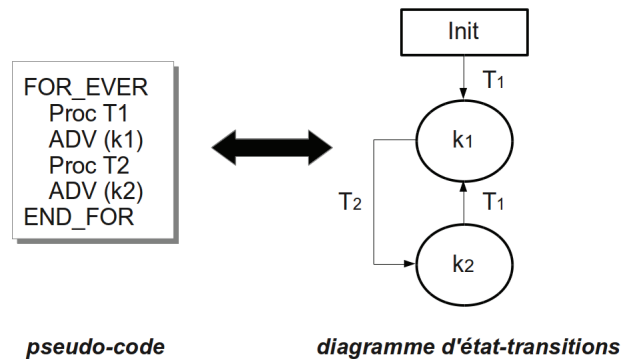 FOR_EVER
Proc T1
ADV (k1)
Proc T2
ADV (k2)
END_FOR
Init
T1
k1
T2
T1
k2
pseudo-code
diagramme d'état-transitions